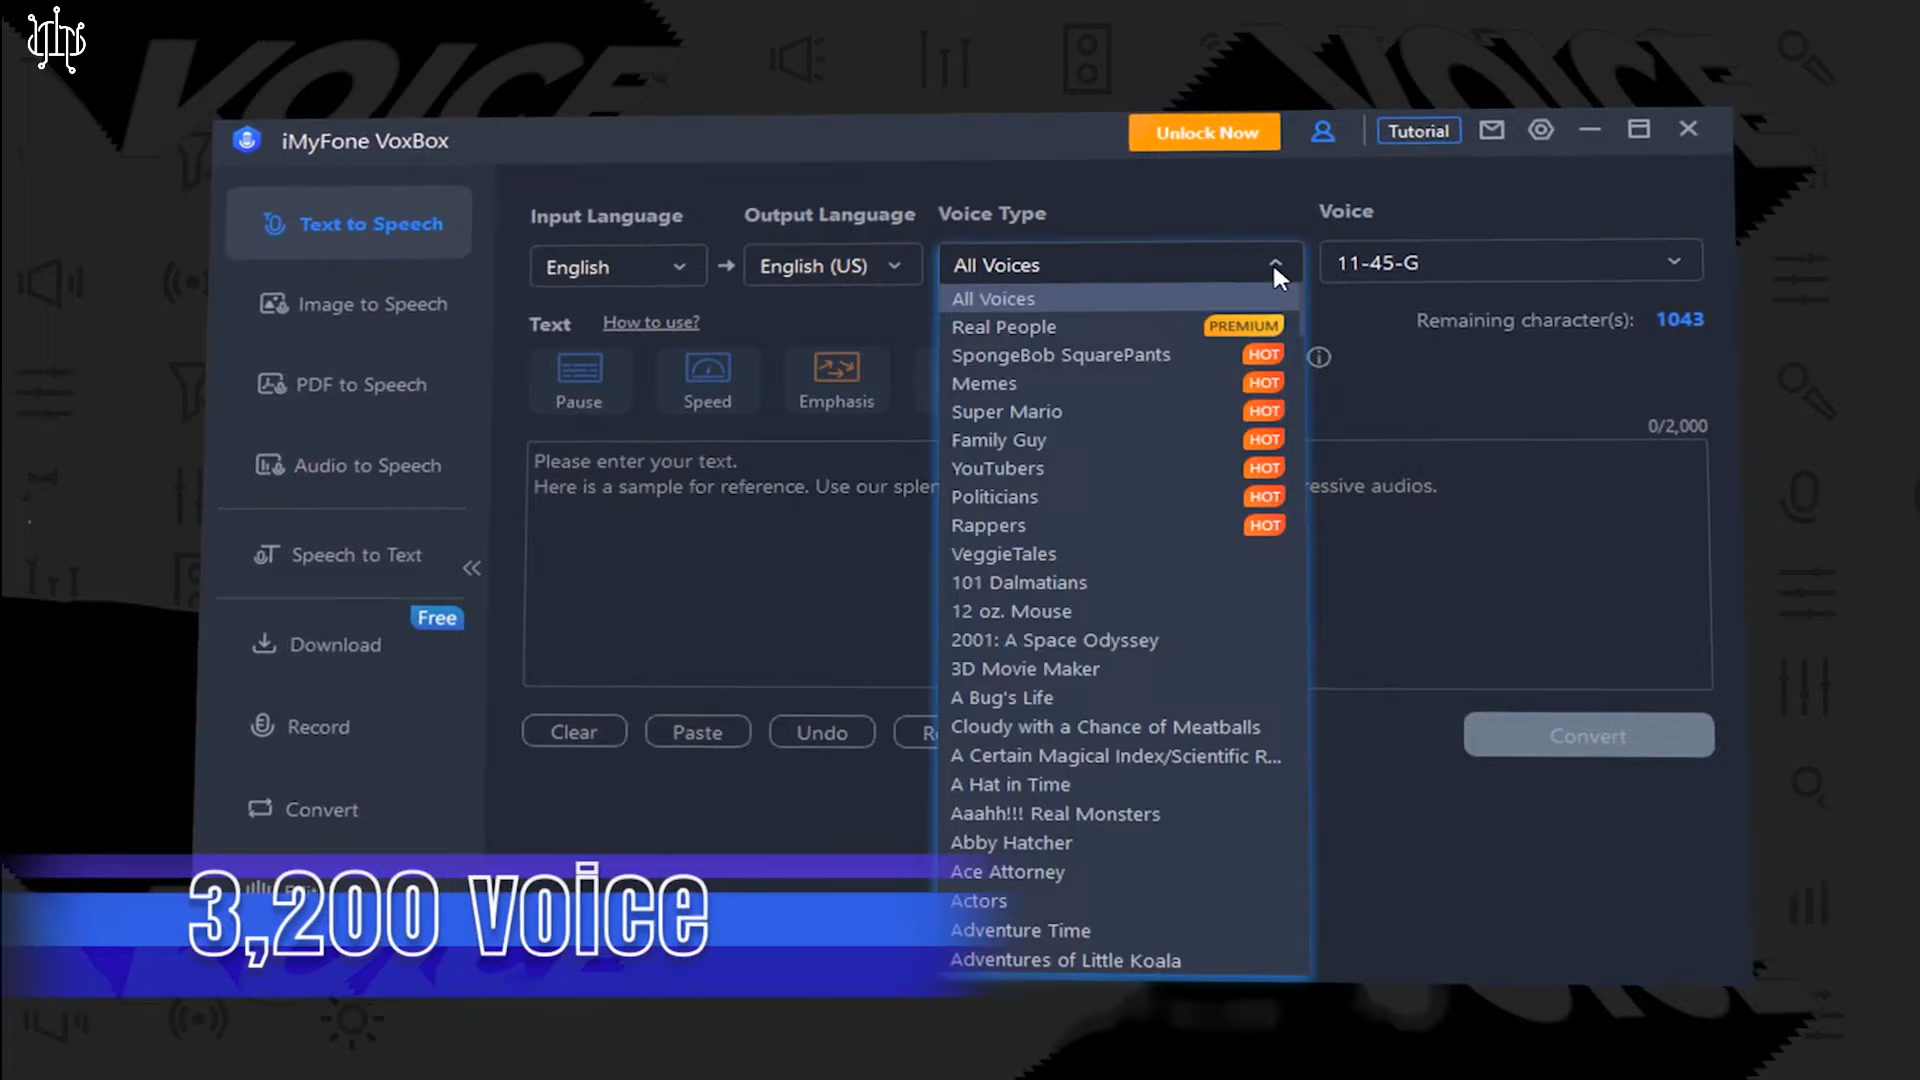 VOICE
VOICE
iMyFone VoxBox
Unlock Now
Tutorial
Text to Speech
Image to Speech
PDF to Speech
Audio to Speech
Speech to Text
Free
Download
Record
Convert
Input Language
Output Language
Voice Type
Voice
English
English (US)
All Voices
11-45-G
Text
How to use?
Remaining character(s): 1043
Pause
Speed
Emphasis
0/2,000
Please enter your text.
Here is a sample for reference. Use our splen
ressive audios.
Clear
Paste
Undo
Convert
All Voices
Real People PREMIUM
SpongeBob SquarePants HOT
Memes HOT
Super Mario HOT
Family Guy HOT
YouTubers HOT
Politicians HOT
Rappers HOT
VeggieTales
101 Dalmatians
12 oz. Mouse
2001: A Space Odyssey
3D Movie Maker
A Bug's Life
Cloudy with a Chance of Meatballs
A Certain Magical Index/Scientific R...
A Hat in Time
Aaahh!!! Real Monsters
Abby Hatcher
Ace Attorney
Actors
Adventure Time
Adventures of Little Koala
3,200 voice